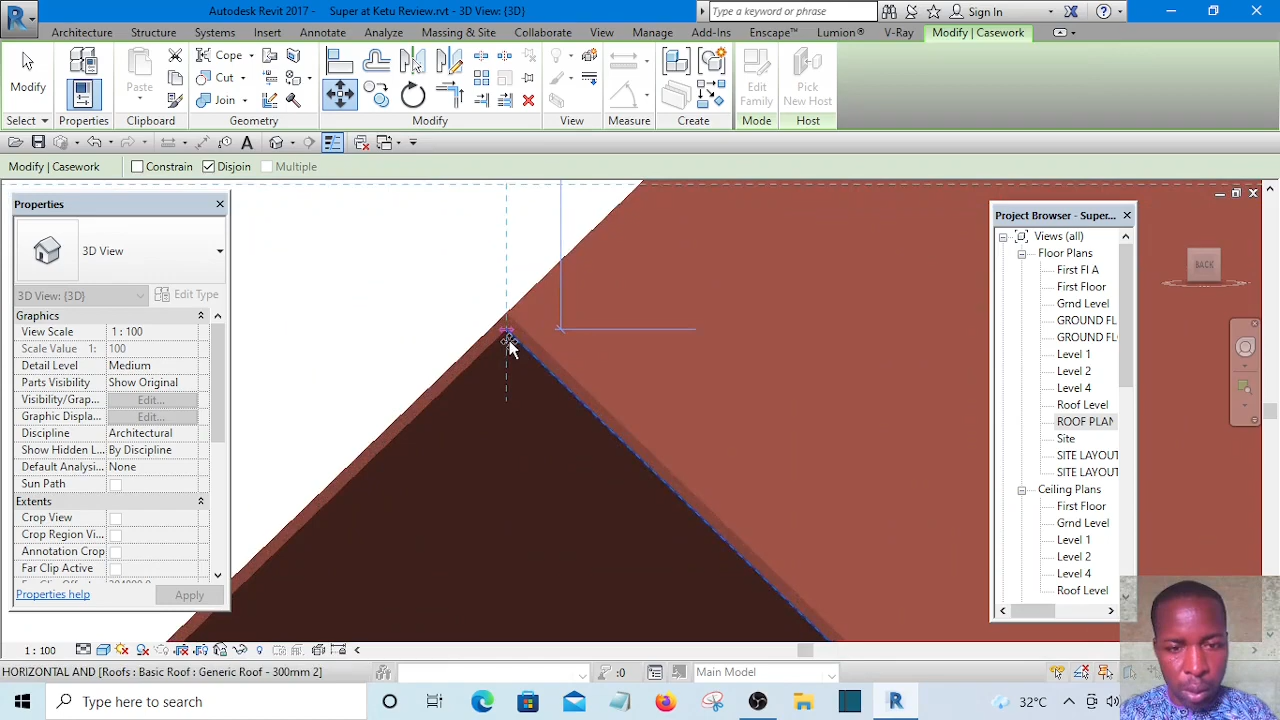 Autodesk Revit 2017 - Super at Ketu Review.rvt - 3D View: {3D}
Type a keyword or phrase
Sign In
Architecture Structure Systems Insert Annotate Analyze Massing & Site Collaborate View Manage Add-Ins Enscape™ Lumion® V-Ray Modify | Casework
Modify
Paste
Cope
Cut
Join
Edit
Family
Pick
New Host
Select Properties Clipboard Geometry Modify View Measure Create Mode Host
Modify | Casework
Constrain
Disjoin
Multiple
Properties
3D View
3D View: {3D}
Edit Type
Graphics
View Scale 1 : 100
Scale Value 1: 100
Detail Level Medium
Parts Visibility Show Original
Visibility/Grap... Edit...
Graphic Displa... Edit...
Discipline Architectural
Show Hidden L... By Discipline
Default Analysi... None
Sun Path
Extents
Crop View
Crop Region Vi...
Annotation Crop
Far Clip Active
Properties help
Apply
Project Browser - Super...
Views (all)
Floor Plans
First Fl A
First Floor
Grnd Level
GROUND FL
GROUND FL
Level 1
Level 2
Level 4
Roof Level
ROOF PLAN
Site
SITE LAYOUT
SITE LAYOUT
Ceiling Plans
First Floor
Grnd Level
Level 1
Level 2
Level 4
Roof Level
BACK
1 : 100
HORIZONTAL AND [Roofs : Basic Roof : Generic Roof - 300mm 2]
:0
Main Model
Type here to search
32°C